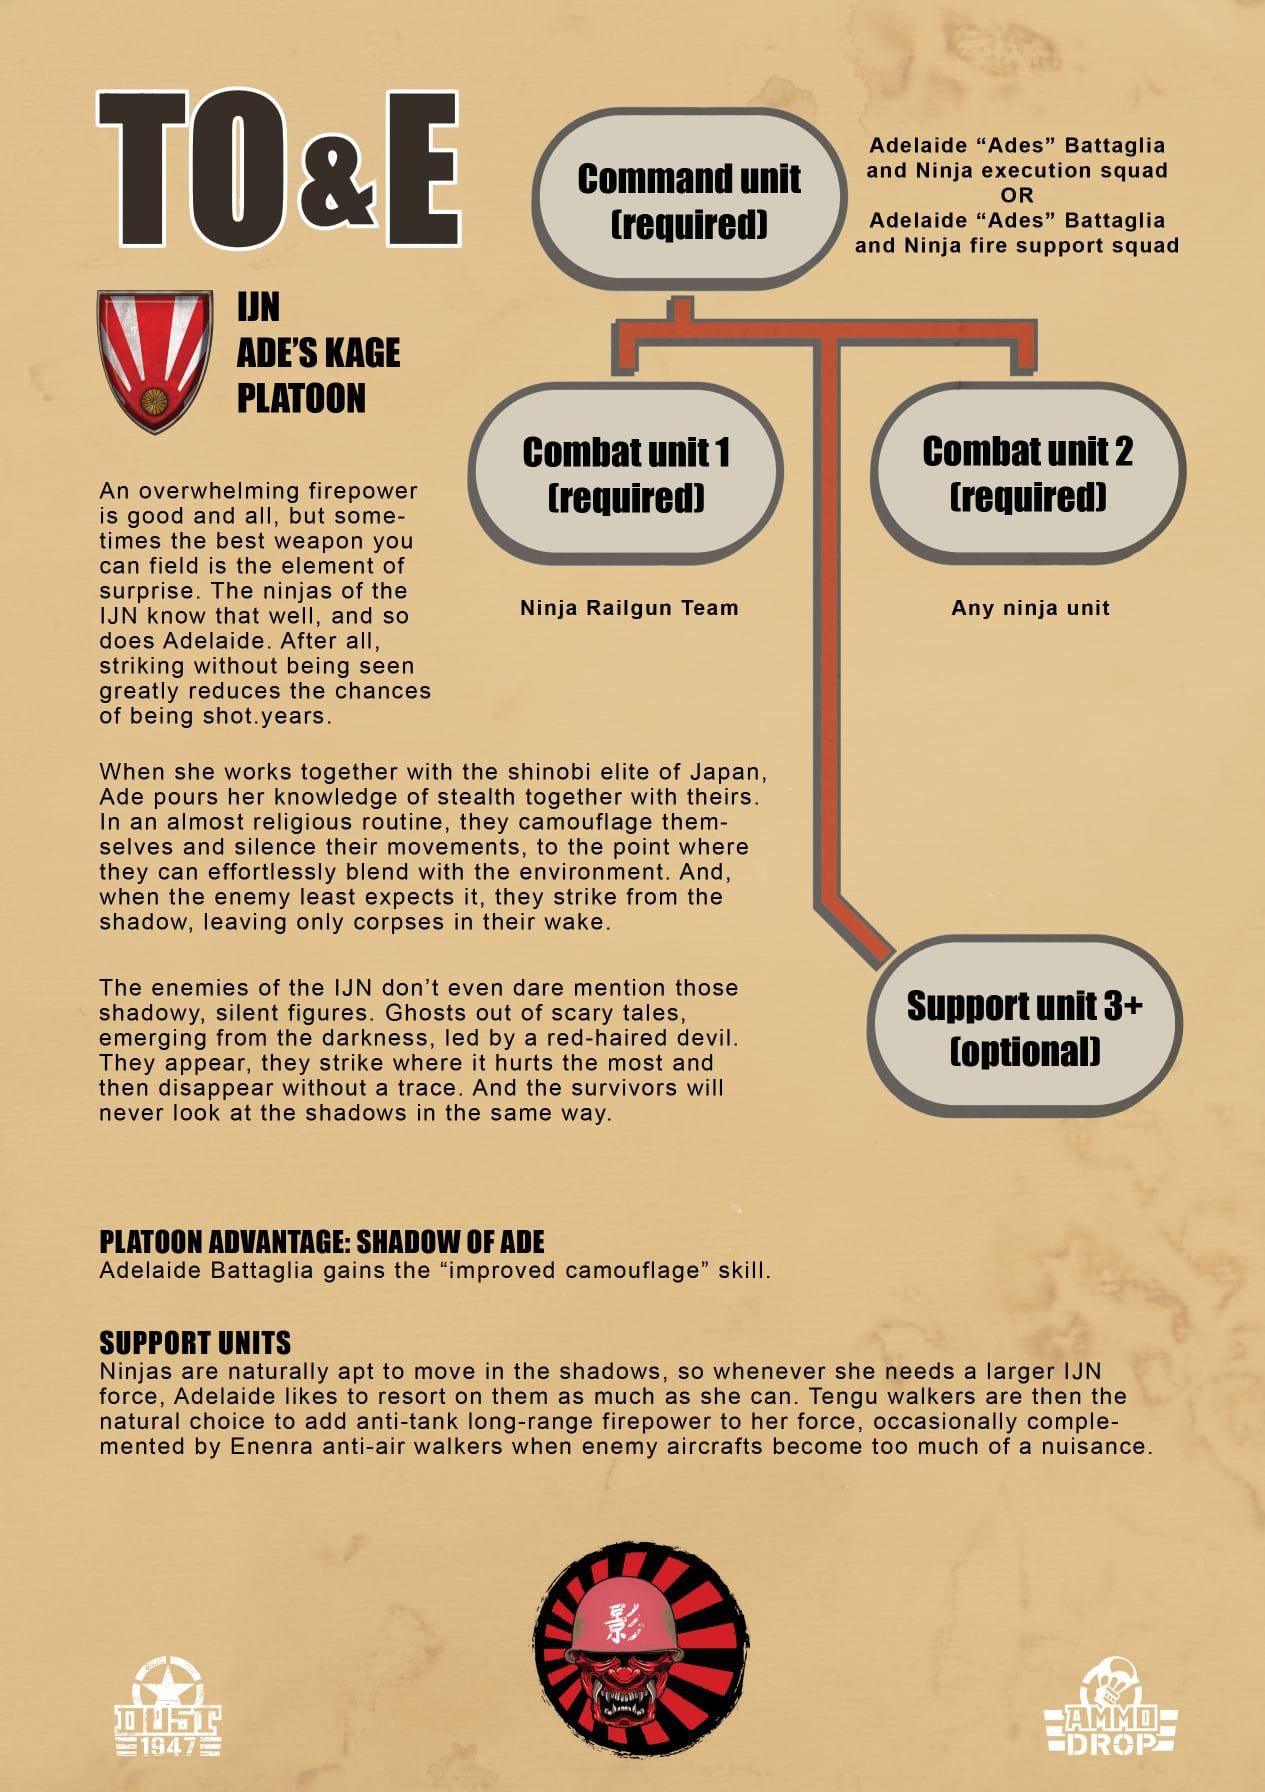 TO&E
IJN
ADE’S KAGE
PLATOON
Command unit
(required)
Adelaide “Ades” Battaglia
and Ninja execution squad
OR
Adelaide “Ades” Battaglia
and Ninja fire support squad
Combat unit 1
(required)
Ninja Railgun Team
Combat unit 2
(required)
Any ninja unit
Support unit 3+
(optional)
An overwhelming firepower
is good and all, but some-
times the best weapon you
can field is the element of
surprise. The ninjas of the
IJN know that well, and so
does Adelaide. After all,
striking without being seen
greatly reduces the chances
of being shot.years.
When she works together with the shinobi elite of Japan,
Ade pours her knowledge of stealth together with theirs.
In an almost religious routine, they camouflage them-
selves and silence their movements, to the point where
they can effortlessly blend with the environment. And,
when the enemy least expects it, they strike from the
shadow, leaving only corpses in their wake.
The enemies of the IJN don’t even dare mention those
shadowy, silent figures. Ghosts out of scary tales,
emerging from the darkness, led by a red-haired devil.
They appear, they strike where it hurts the most and
then disappear without a trace. And the survivors will
never look at the shadows in the same way.
PLATOON ADVANTAGE: SHADOW OF ADE
Adelaide Battaglia gains the “improved camouflage” skill.
SUPPORT UNITS
Ninjas are naturally apt to move in the shadows, so whenever she needs a larger IJN
force, Adelaide likes to resort on them as much as she can. Tengu walkers are then the
natural choice to add anti-tank long-range firepower to her force, occasionally comple-
mented by Enenra anti-air walkers when enemy aircrafts become too much of a nuisance.
影
DUST
1947
AMMO
DROP